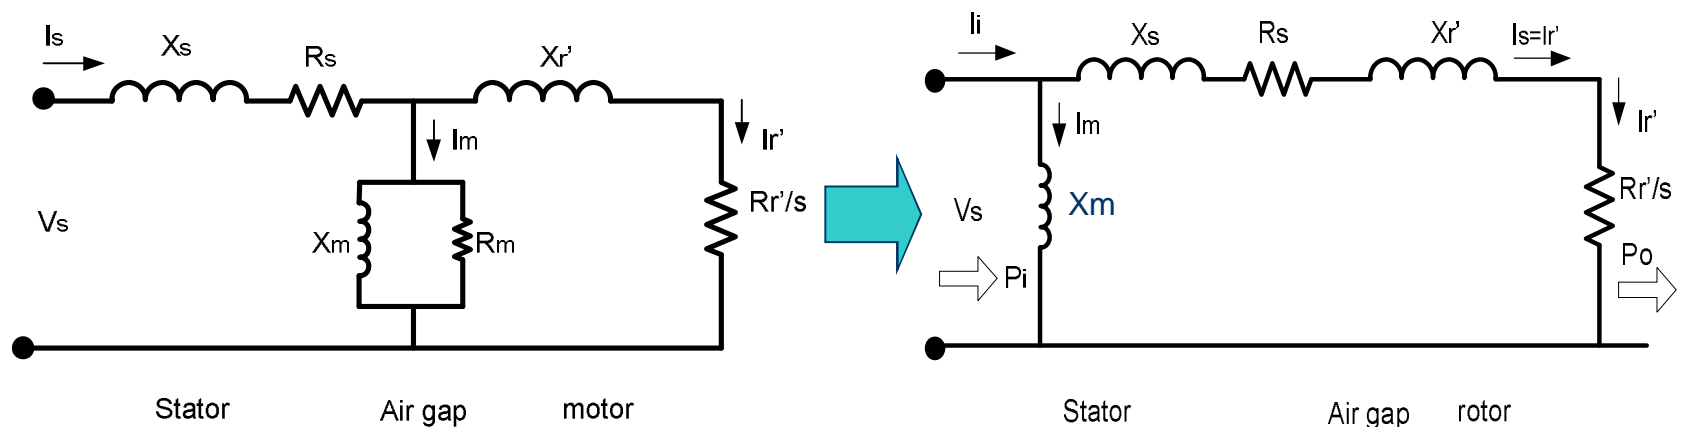 Is
Xs
Rs
Xr'
Im
Ir'
Vs
Xm
Rm
Rr'/s
Stator
Air gap
motor
Ii
Xs
Rs
Xr'
Is=Ir'
Im
Ir'
Vs
Xm
Rr'/s
Pi
Po
Stator
Air gap
rotor